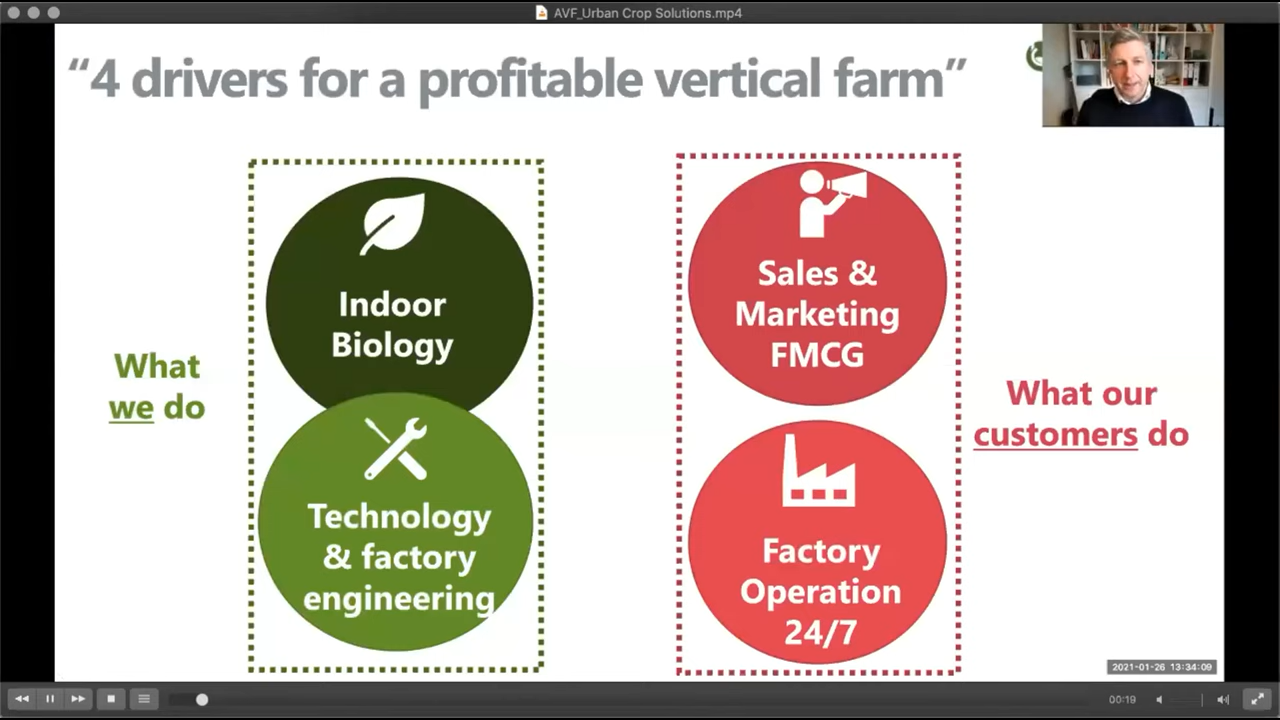 AVF_Urban Crop Solutions.mp4
“4 drivers for a profitable vertical farm”
Indoor
Biology
What
we do
Technology
& factory
engineering
Sales &
Marketing
FMCG
What our
customers do
Factory
Operation
24/7
2021-01-26 13:34:09
00:19